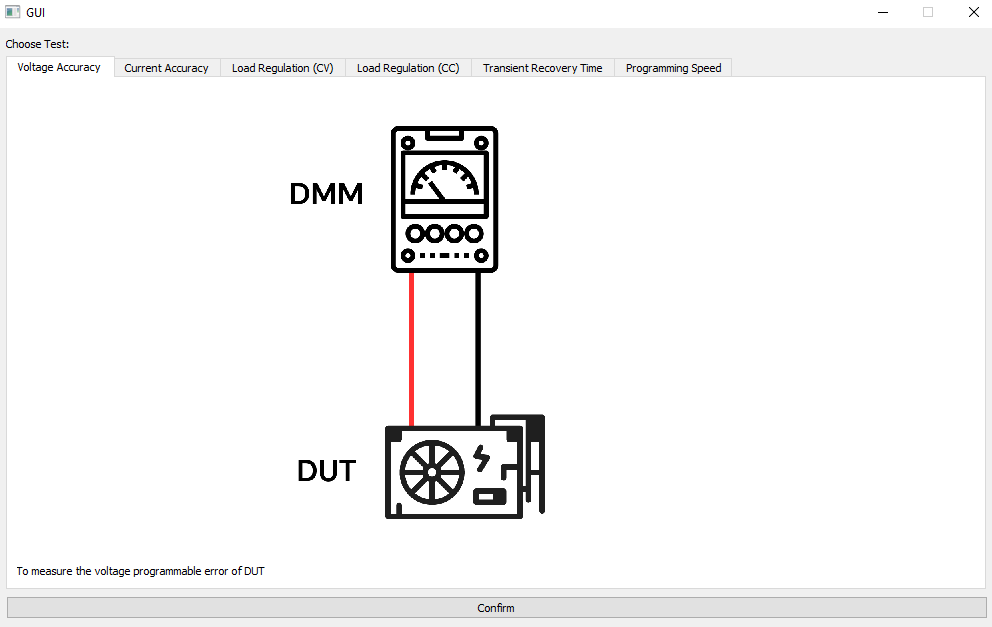 GUI
Choose Test:
Voltage Accuracy Current Accuracy Load Regulation (CV) Load Regulation (CC) Transient Recovery Time Programming Speed
DMM
DUT
To measure the voltage programmable error of DUT
Confirm